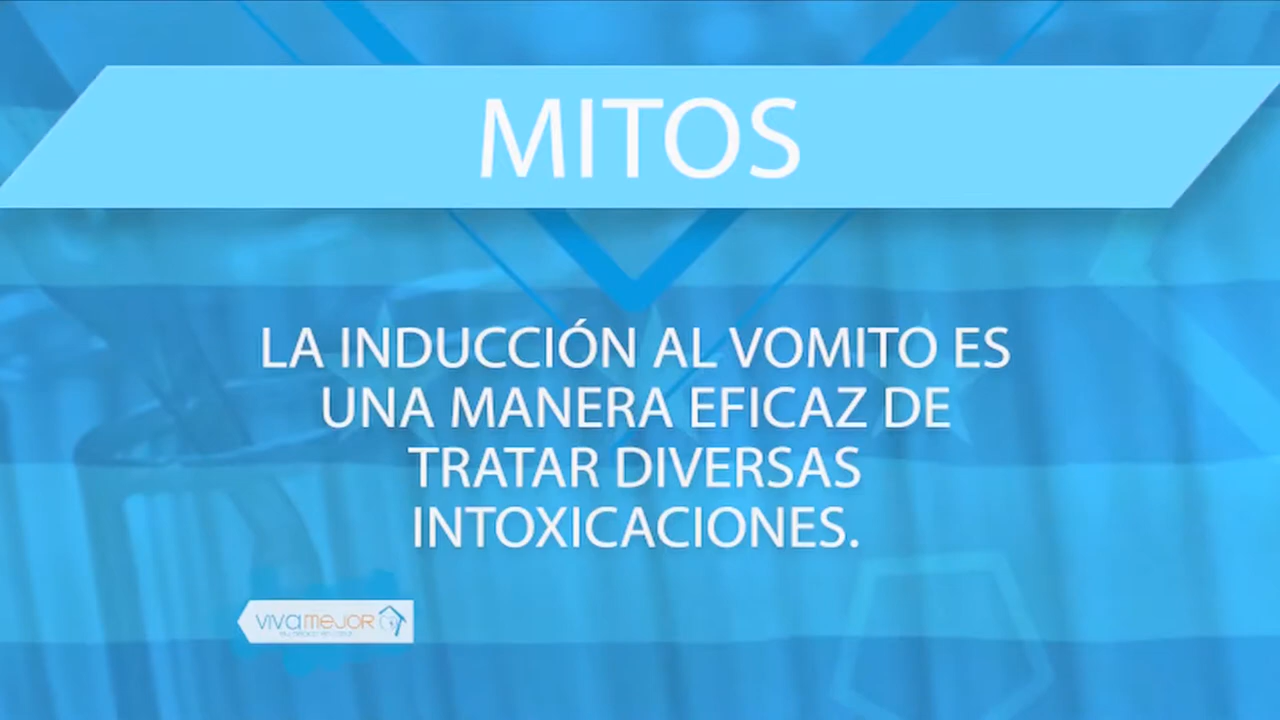 MITOS
LA INDUCCIÓN AL VOMITO ES
UNA MANERA EFICAZ DE
TRATAR DIVERSAS
INTOXICACIONES.
VIVAMEJOR